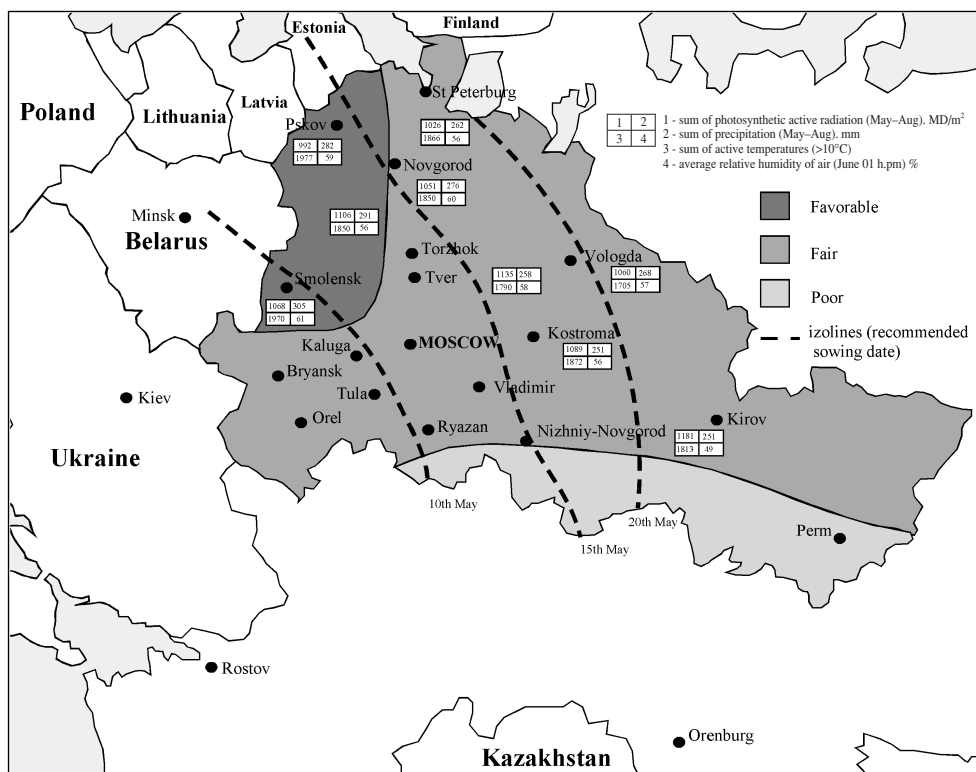 Estonia
Finland
Poland
Lithuania
Latvia
St Peterburg
Pskov
1026 262
1866 56
992 282
1977 59
Novgorod
1051 276
1850 60
1 2
3 4
1 - sum of photosynthetic active radiation (May–Aug). MD/m²
2 - sum of precipitation (May–Aug). mm
3 - sum of active temperatures (>10°C)
4 - average relative humidity of air (June 01 h.pm) %
Minsk
Belarus
1106 291
1850 56
Favorable
Fair
Poor
izolines (recommended
sowing date)
Torzhok
Tver
Vologda
1135 258
1790 58
1060 268
1705 57
Smolensk
1068 305
1970 61
Kaluga
MOSCOW
Kostroma
1089 251
1872 56
Bryansk
Tula
Vladimir
Kiev
Orel
Ryazan
Nizhniy-Novgorod
Kirov
1181 251
1813 49
Ukraine
10th May
20th May
15th May
Perm
Rostov
Orenburg
Kazakhstan